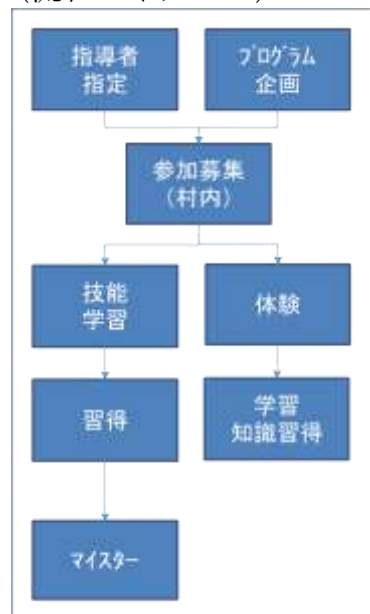 指導者
指定
プログラム
企画
参加募集
(村内)
技能
学習
体験
習得
学習
知識習得
マイスター